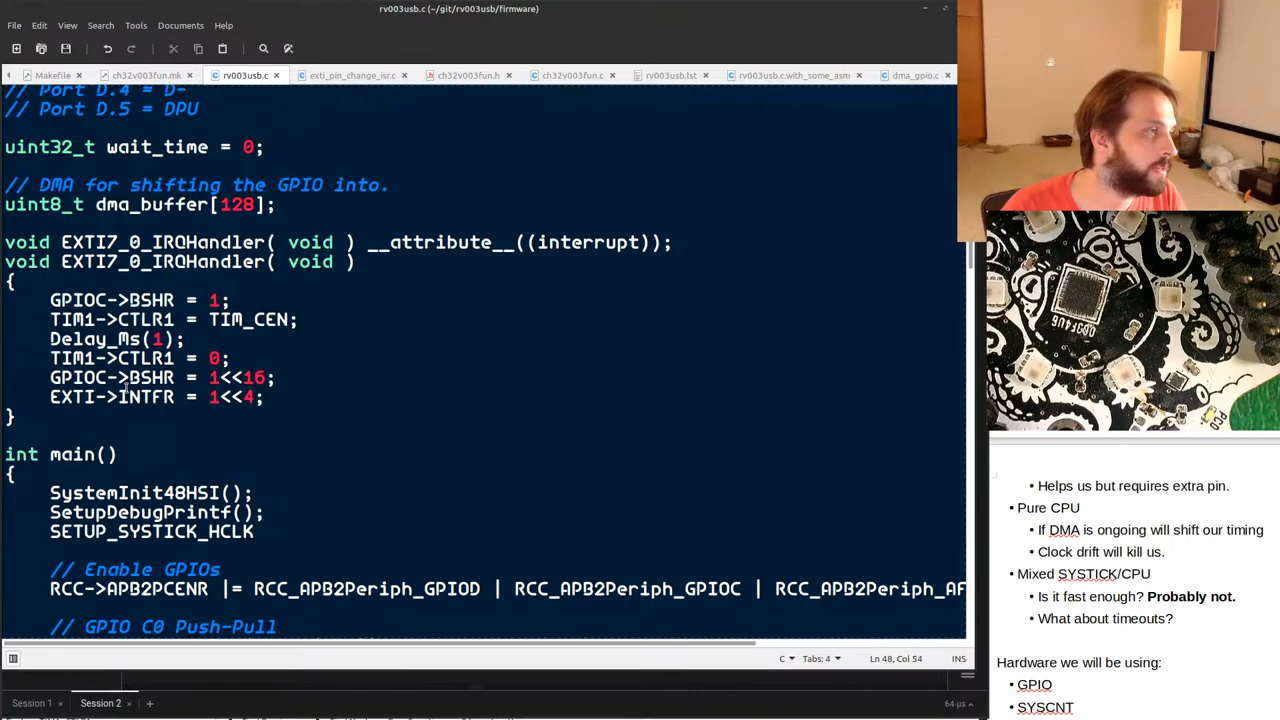 rv003usb.c (~/git/rv003usb/firmware)
File Edit View Search Tools Documents Help
Makefile × ch32v003fun.mk × rv003usb.c × exti_pin_change_isr.c × ch32v003fun.h × ch32v003fun.c × rv003usb.lst × rv003usb.c.with_some_asm × dma_gpio.c ×
// Port D.4 = D-
// Port D.5 = DPU
uint32_t wait_time = 0;
// DMA for shifting the GPIO into.
uint8_t dma_buffer[128];
void EXTI7_0_IRQHandler( void ) __attribute__((interrupt));
void EXTI7_0_IRQHandler( void )
{
GPIOC->BSHR = 1;
TIM1->CTLR1 = TIM_CEN;
Delay_Ms(1);
TIM1->CTLR1 = 0;
GPIOC->BSHR = 1<<16;
EXTI->INTFR = 1<<4;
}
int main()
{
SystemInit48HSI();
SetupDebugPrintf();
SETUP_SYSTICK_HCLK
// Enable GPIOs
RCC->APB2PCENR |= RCC_APB2Periph_GPIOD | RCC_APB2Periph_GPIOC | RCC_APB2Periph_AF
// GPIO C0 Push-Pull
C Tabs: 4 Ln 48, Col 54 INS
Session 1 × Session 2 × + 64 µs
PC0
• Helps us but requires extra pin.
• Pure CPU
• If DMA is ongoing will shift our timing
• Clock drift will kill us.
• Mixed SYSTICK/CPU
• Is it fast enough? Probably not.
• What about timeouts?
Hardware we will be using:
• GPIO
• SYSCNT